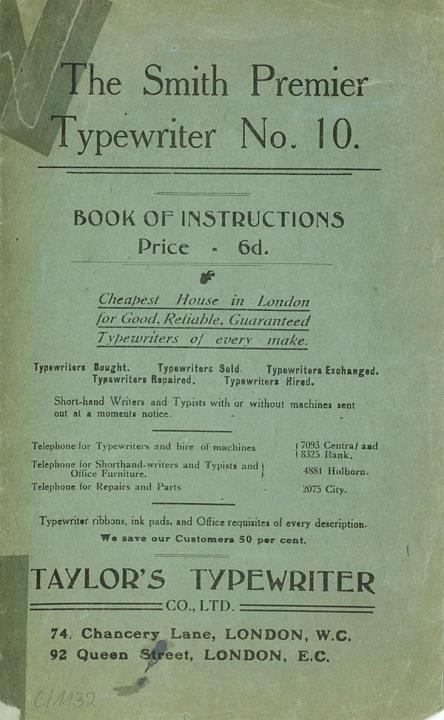 The Smith Premier
Typewriter No. 10.
BOOK OF INSTRUCTIONS
Price - 6d.
Cheapest House in London
for Good, Reliable, Guaranteed
Typewriters of every make.
Typewriters Bought. Typewriters Sold. Typewriters Exchanged.
Typewriters Repaired. Typewriters Hired.
Short-hand Writers and Typists with or without machines sent
out at a moments notice.
Telephone for Typewriters and hire of machines { 7093 Central and
{ 8325 Bank.
Telephone for Shorthand-writers and Typists and }
Office Furniture. } 4881 Holborn.
Telephone for Repairs and Parts - 2075 City.
Typewriter ribbons, ink pads, and Office requisites of every description.
We save our Customers 50 per cent.
TAYLOR'S TYPEWRITER
CO., LTD.
74, Chancery Lane, LONDON, W.C.
92 Queen Street, LONDON, E.C.
C/1132